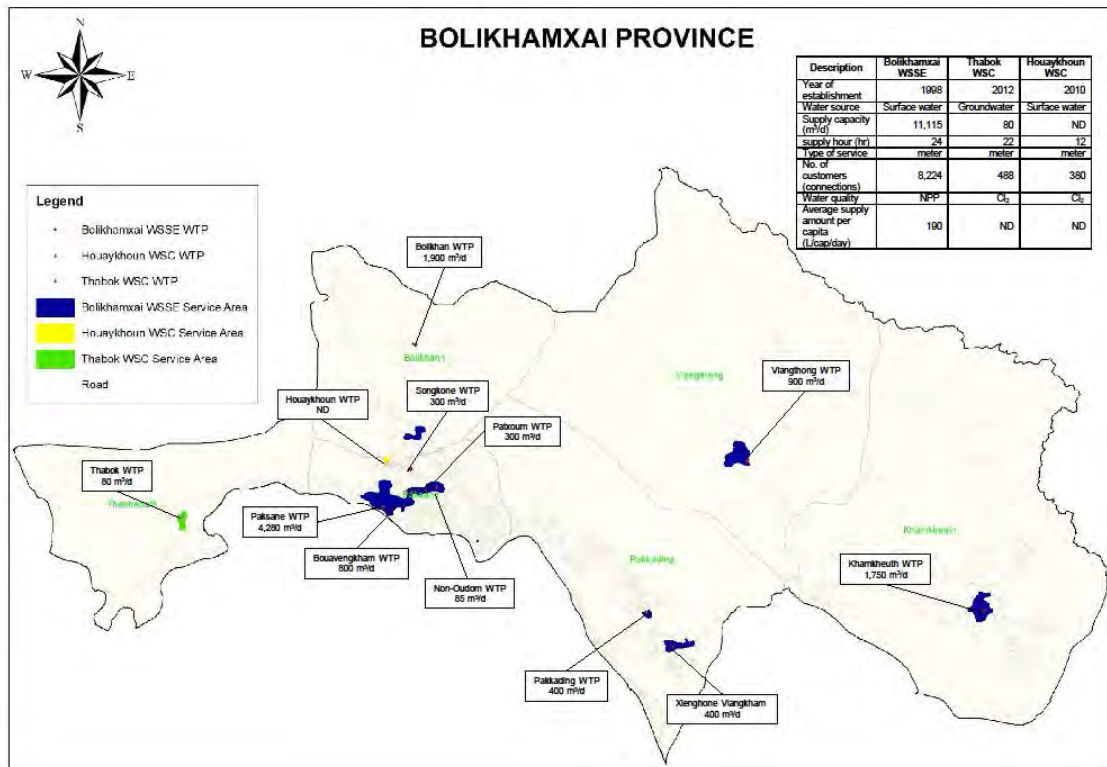 BOLIKHAMXAI PROVINCE
N
W
E
S
Description
Bolikhamxai
WSSE
Thabok
WSC
Houaykhoun
WSC
Year of
establishment
1998
2012
2010
Water source
Surface water
Groundwater
Surface water
Supply capacity
(m³/d)
11,115
80
ND
supply hour (hr)
24
22
12
Type of service
meter
meter
meter
No. of
customers
(connections)
8,224
488
380
Water quality
NPP
Cl₂
Cl₂
Average supply
amount per
capita
(L/cap/day)
190
ND
ND
Legend
Bolikhamxai WSSE WTP
Houaykhoun WSC WTP
Thabok WSC WTP
Bolikhamxai WSSE Service Area
Houaykhoun WSC Service Area
Thabok WSC Service Area
Road
Bolikhan WTP
1,900 m³/d
Bolikhanh
Viangthong
Viangthong WTP
900 m³/d
Houaykhoun WTP
ND
Songkone WTP
300 m³/d
Patxoum WTP
300 m³/d
Thabok WTP
80 m³/d
Paksane WTP
4,280 m³/d
Bouavengkham WTP
800 m³/d
Non-Oudom WTP
85 m³/d
Pakkading
Khamkheuth
Khamkheuth WTP
1,750 m³/d
Pakkading WTP
400 m³/d
Xienghone Viangkham
400 m³/d